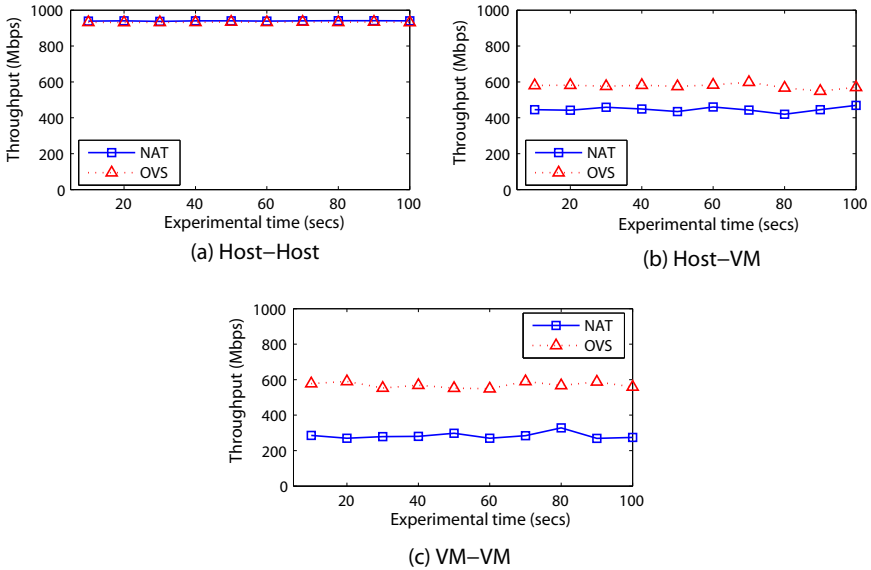 1000
800
600
400
200
0
Throughput (Mbps)
NAT
OVS
20 40 60 80 100
Experimental time (secs)
(a) Host–Host
1000
800
600
400
200
0
Throughput (Mbps)
NAT
OVS
20 40 60 80 100
Experimental time (secs)
(b) Host–VM
1000
800
600
400
200
0
Throughput (Mbps)
NAT
OVS
20 40 60 80 100
Experimental time (secs)
(c) VM–VM